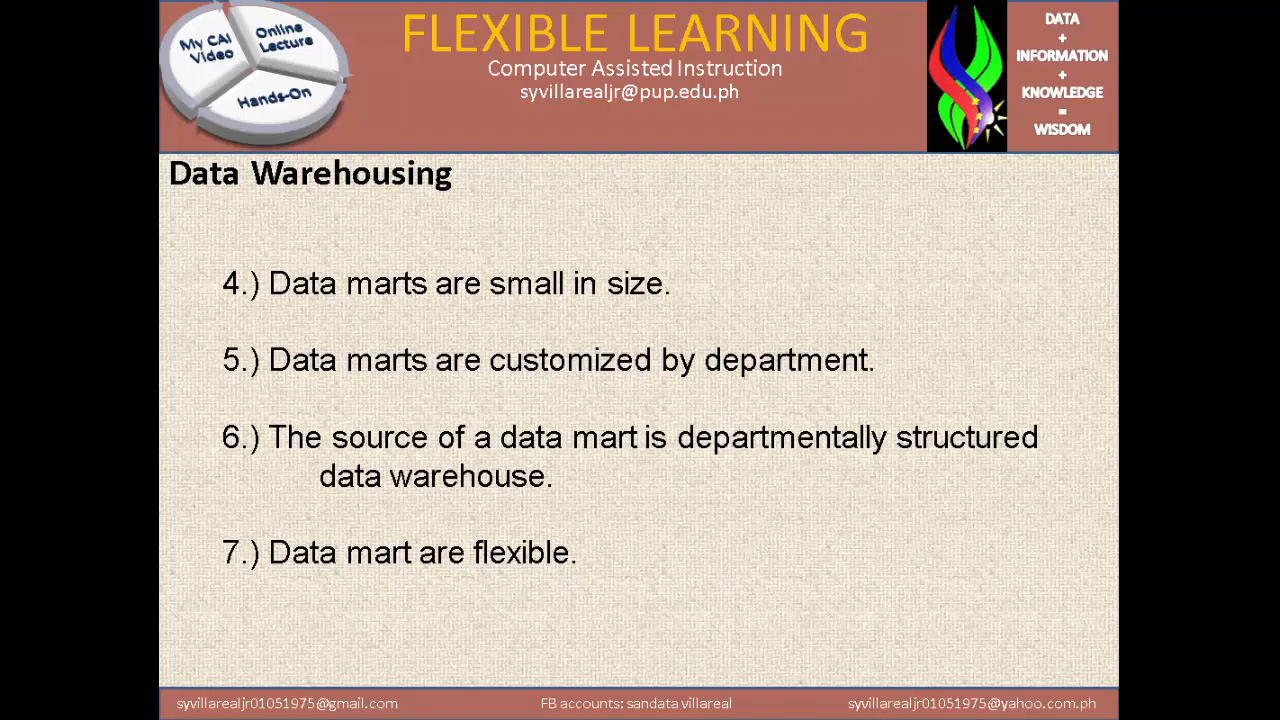 My CAI
Video
Online
Lecture
Hands-On
FLEXIBLE LEARNING
Computer Assisted Instruction
syvillarealjr@pup.edu.ph
DATA
+
INFORMATION
+
KNOWLEDGE
=
WISDOM
Data Warehousing
4.) Data marts are small in size.
5.) Data marts are customized by department.
6.) The source of a data mart is departmentally structured
data warehouse.
7.) Data mart are flexible.
syvillarealjr01051975@gmail.com
FB accounts: sandata villareal
syvillarealjr01051975@yahoo.com.ph